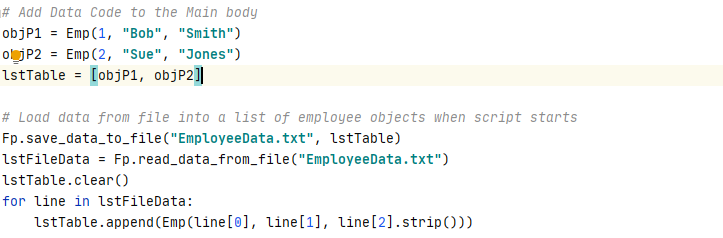 # Add Data Code to the Main body
objP1 = Emp(1, "Bob", "Smith")
objP2 = Emp(2, "Sue", "Jones")
lstTable = [objP1, objP2]

# Load data from file into a list of employee objects when script starts
Fp.save_data_to_file("EmployeeData.txt", lstTable)
lstFileData = Fp.read_data_from_file("EmployeeData.txt")
lstTable.clear()
for line in lstFileData:
    lstTable.append(Emp(line[0], line[1], line[2].strip()))